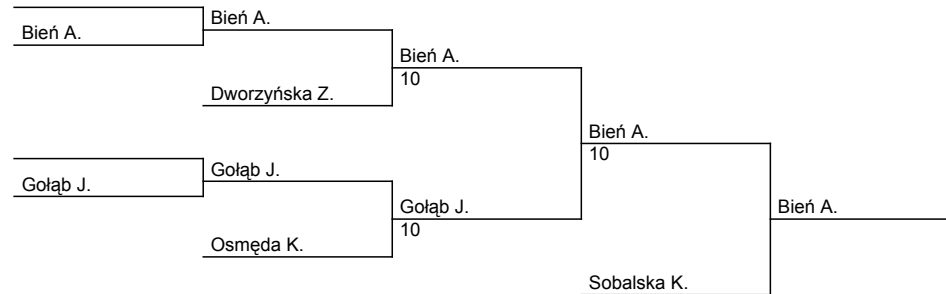 Bień A.
Bień A.
Dworzyńska Z.
Bień A.
10
Gołąb J.
Gołąb J.
Osmęda K.
Gołąb J.
10
Bień A.
10
Sobalska K.
Bień A.